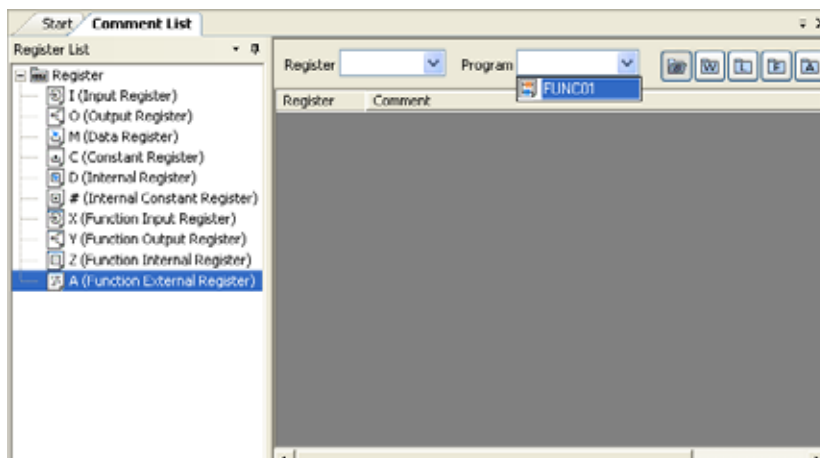 Start Comment List
Register List
Register
I (Input Register)
O (Output Register)
M (Data Register)
C (Constant Register)
D (Internal Register)
# (Internal Constant Register)
X (Function Input Register)
Y (Function Output Register)
Z (Function Internal Register)
A (Function External Register)
Register Program
W L F A
FUNC01
Register Comment